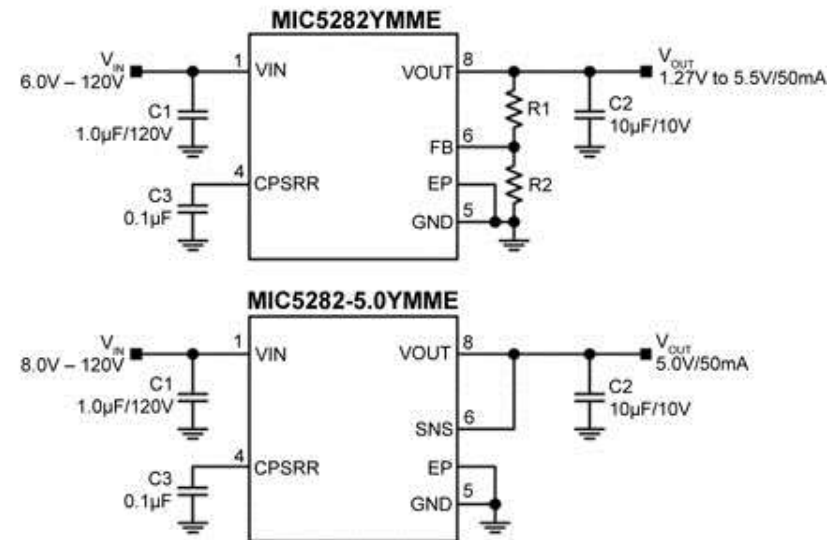 MIC5282YMME
V_IN
6.0V – 120V
1
VIN
VOUT
8
V_OUT
1.27V to 5.5V/50mA
C1
1.0µF/120V
R1
C2
10µF/10V
FB
6
4
CPSRR
EP
R2
C3
0.1µF
GND
5
MIC5282-5.0YMME
V_IN
8.0V – 120V
1
VIN
VOUT
8
V_OUT
5.0V/50mA
C1
1.0µF/120V
C2
10µF/10V
SNS
6
4
CPSRR
EP
C3
0.1µF
GND
5